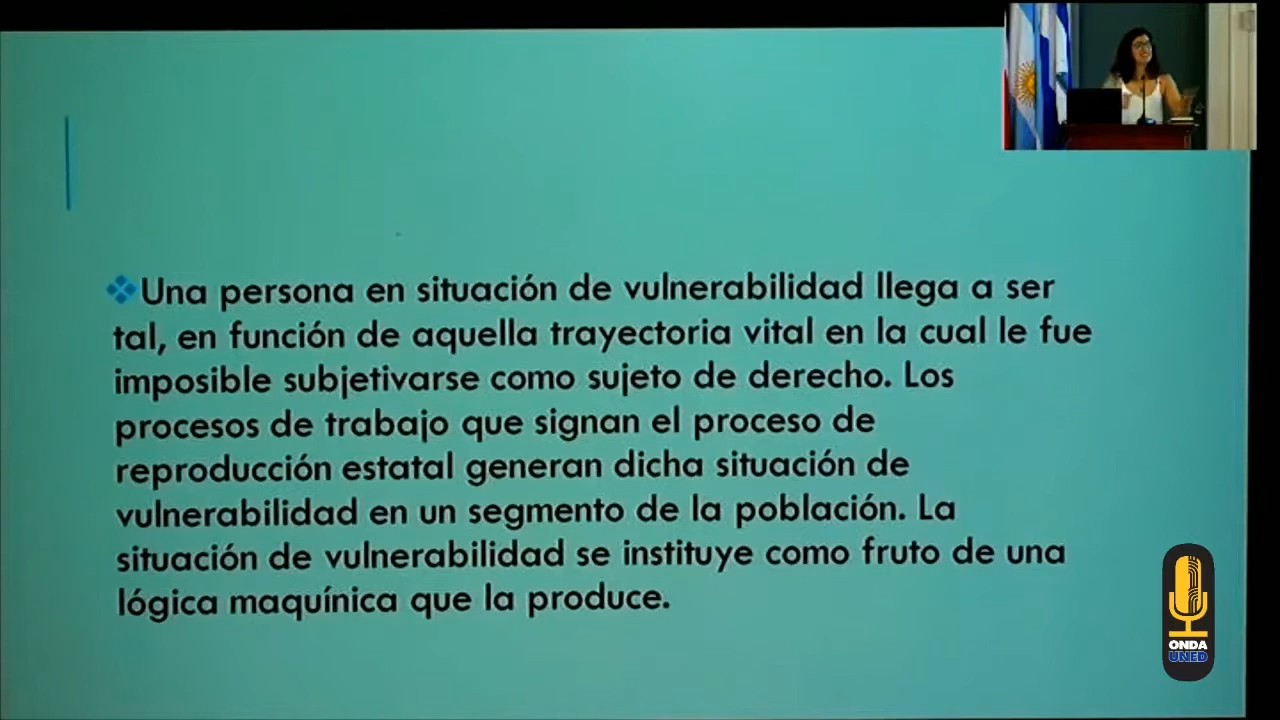 Una persona en situación de vulnerabilidad llega a ser
tal, en función de aquella trayectoria vital en la cual le fue
imposible subjetivarse como sujeto de derecho. Los
procesos de trabajo que signan el proceso de
reproducción estatal generan dicha situación de
vulnerabilidad en un segmento de la población. La
situación de vulnerabilidad se instituye como fruto de una
lógica maquínica que la produce.
ONDA
UNED